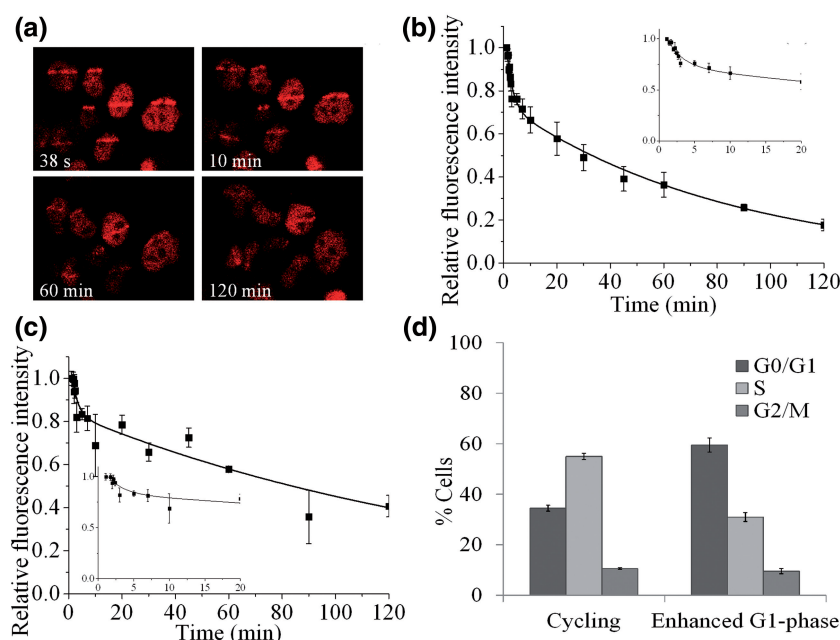 (a)
38 s
10 min
60 min
120 min
(b)
Relative fluorescence intensity
1.0
0.8
0.6
0.4
0.2
0.0
0 20 40 60 80 100 120
Time (min)
1.0
0.5
0.0
0 5 10 15 20
(c)
Relative fluorescence intensity
1.0
0.8
0.6
0.4
0.2
0.0
0 20 40 60 80 100 120
Time (min)
1.0
0.5
0.0
0 5 10 15 20
(d)
% Cells
100
80
60
40
20
0
G0/G1
S
G2/M
Cycling Enhanced G1-phase